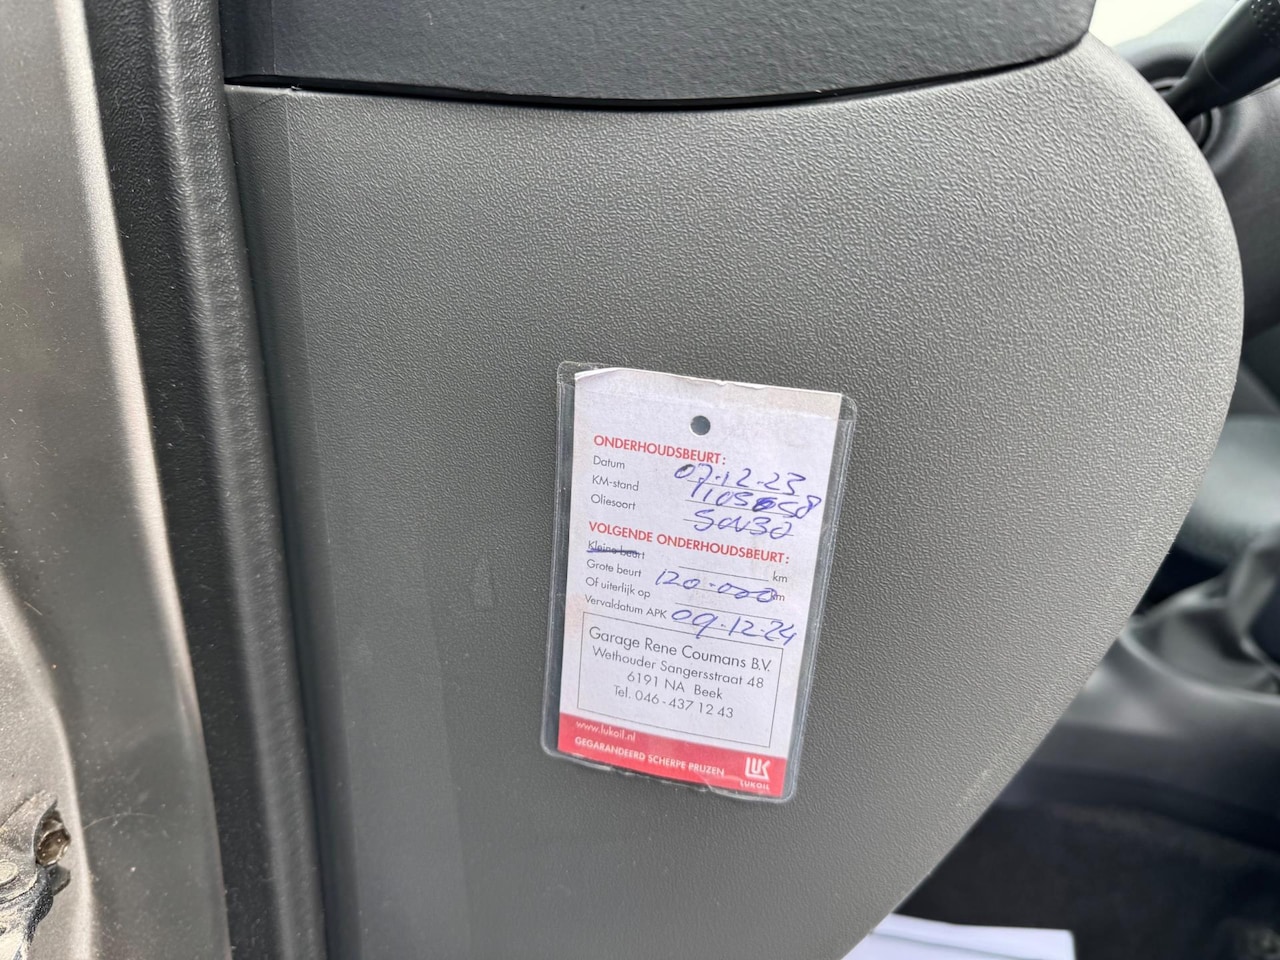 ONDERHOUDSBEURT:
Datum 07-12-23
KM-stand
Oliesoort 5W30
VOLGENDE ONDERHOUDSBEURT:
Kleine beurt km
Grote beurt 120.000 km
Of uiterlijk op
Vervaldatum APK 09-12-24
Garage Rene Coumans B.V.
Wethouder Sangersstraat 48
6191 NA Beek
Tel. 046-437 12 43
www.lukoil.nl
GEGARANDEERD SCHERPE PRIJZEN
LUK
LUKOIL